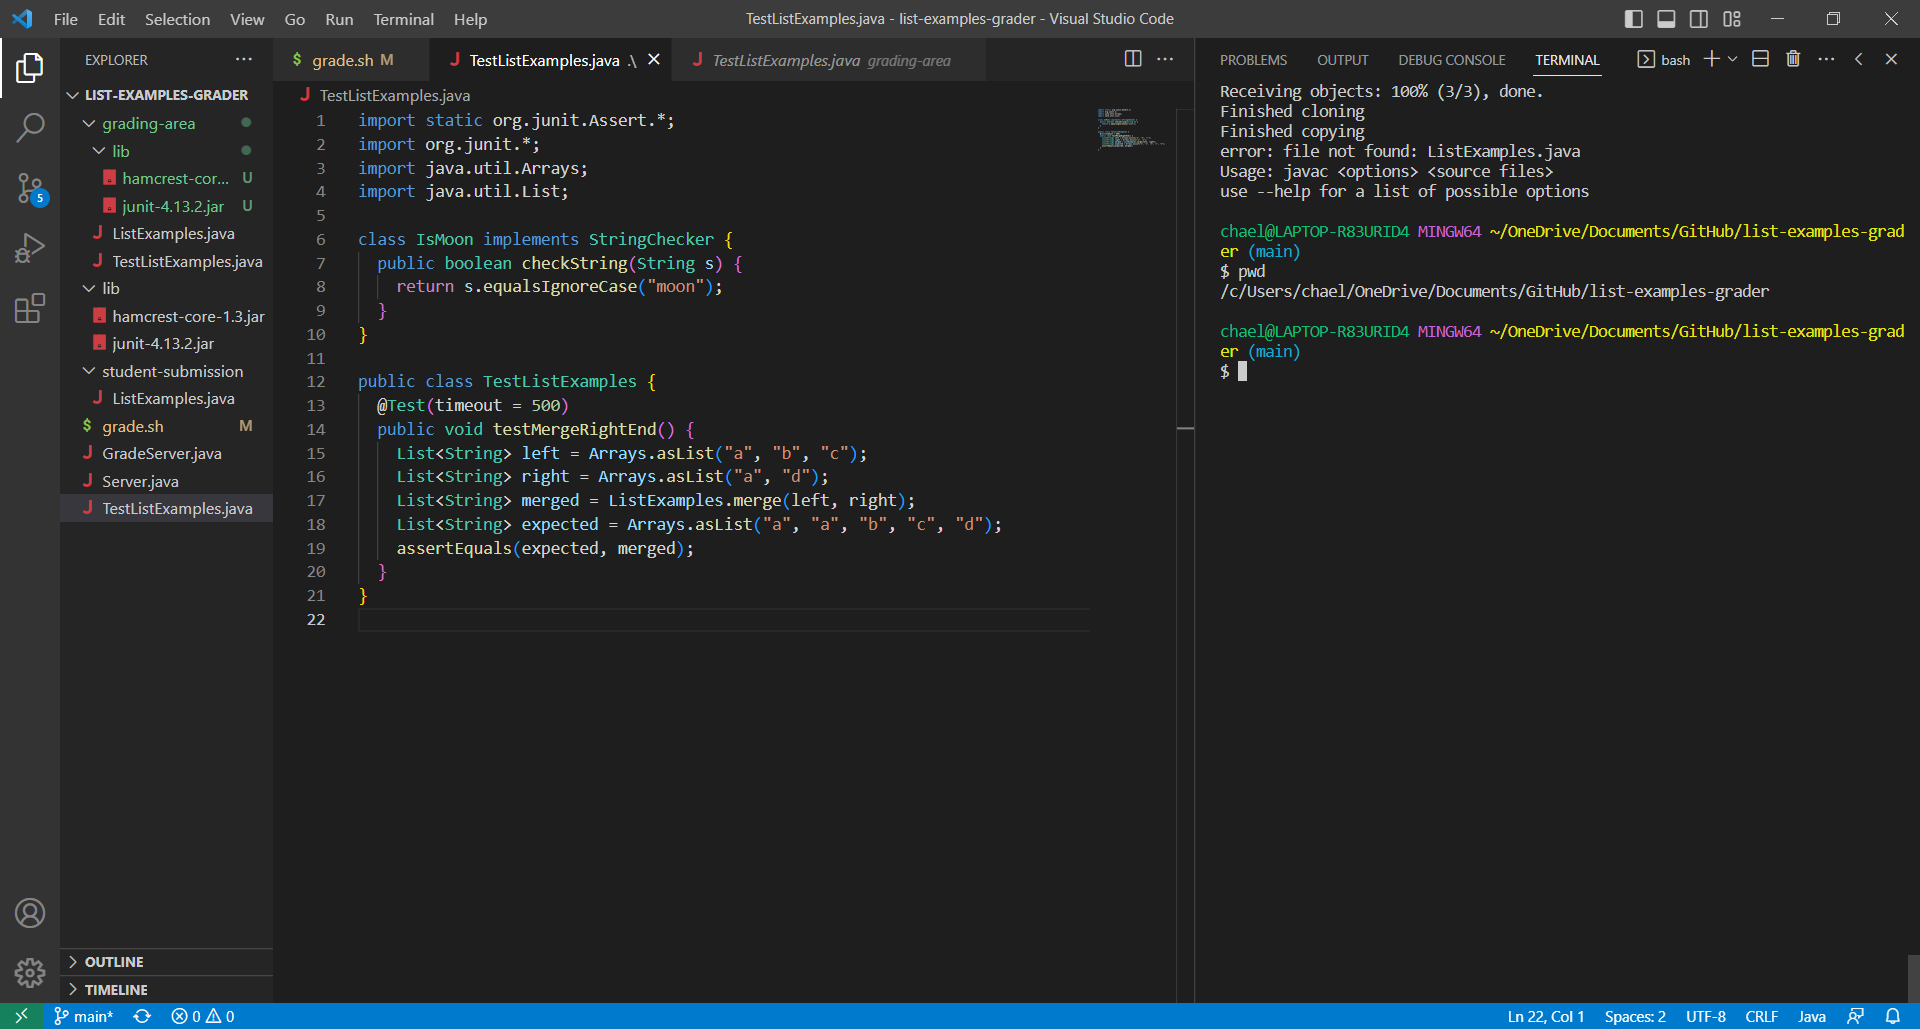 File Edit Selection View Go Run Terminal Help
TestListExamples.java - list-examples-grader - Visual Studio Code
EXPLORER
LIST-EXAMPLES-GRADER
grading-area
lib
hamcrest-cor... U
junit-4.13.2.jar U
ListExamples.java
TestListExamples.java
lib
hamcrest-core-1.3.jar
junit-4.13.2.jar
student-submission
ListExamples.java
$ grade.sh M
GradeServer.java
Server.java
TestListExamples.java
OUTLINE
TIMELINE
5
$ grade.sh M
J TestListExamples.java .\
J TestListExamples.java grading-area
J TestListExamples.java
1 import static org.junit.Assert.*;
2 import org.junit.*;
3 import java.util.Arrays;
4 import java.util.List;
5
6 class IsMoon implements StringChecker {
7 public boolean checkString(String s) {
8 return s.equalsIgnoreCase("moon");
9 }
10 }
11
12 public class TestListExamples {
13 @Test(timeout = 500)
14 public void testMergeRightEnd() {
15 List<String> left = Arrays.asList("a", "b", "c");
16 List<String> right = Arrays.asList("a", "d");
17 List<String> merged = ListExamples.merge(left, right);
18 List<String> expected = Arrays.asList("a", "a", "b", "c", "d");
19 assertEquals(expected, merged);
20 }
21 }
22
PROBLEMS OUTPUT DEBUG CONSOLE TERMINAL bash
Receiving objects: 100% (3/3), done.
Finished cloning
Finished copying
error: file not found: ListExamples.java
Usage: javac <options> <source files>
use --help for a list of possible options
chael@LAPTOP-R83URID4 MINGW64 ~/OneDrive/Documents/GitHub/list-examples-grad
er (main)
$ pwd
/c/Users/chael/OneDrive/Documents/GitHub/list-examples-grader
chael@LAPTOP-R83URID4 MINGW64 ~/OneDrive/Documents/GitHub/list-examples-grad
er (main)
$
main* 0 0
Ln 22, Col 1 Spaces: 2 UTF-8 CRLF Java